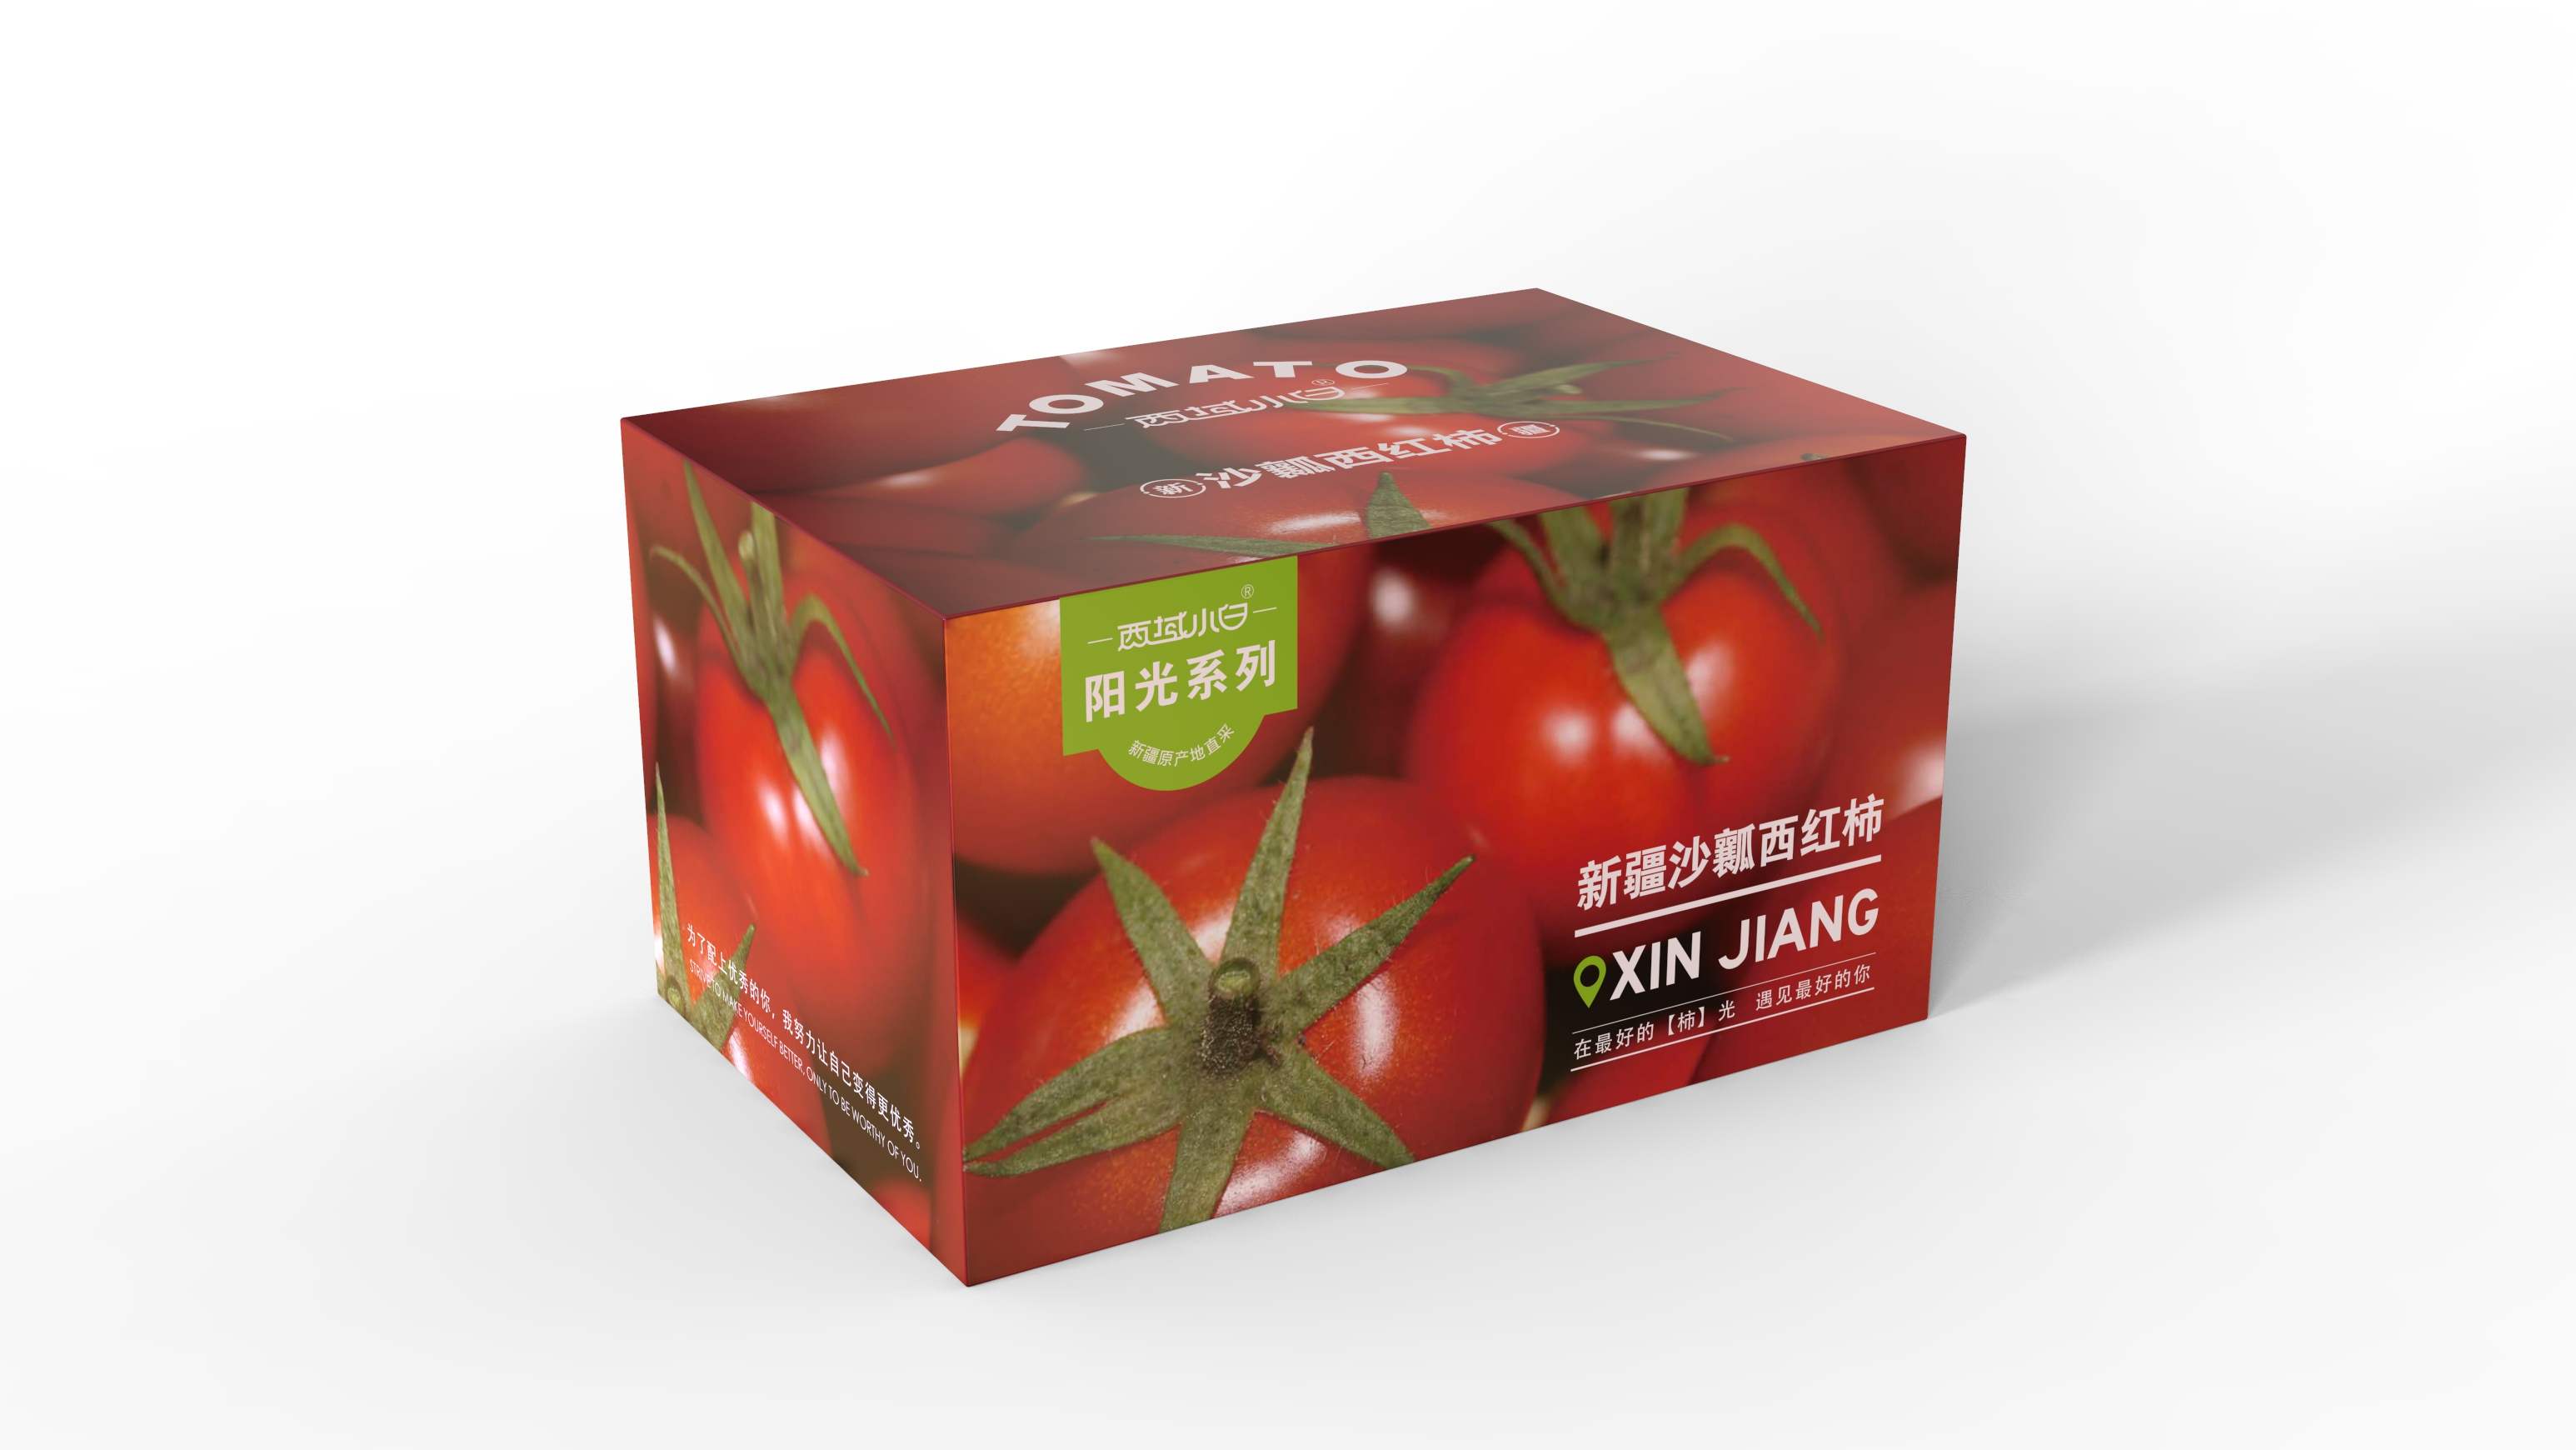 TOMATO
西域小白®
新 沙瓤西红柿 疆
西域小白®
阳光系列
新疆原产地直采
新疆沙瓤西红柿
XIN JIANG
在最好的【柿】光 遇见最好的你
为了配上优秀的你，我努力让自己变得更优秀。
STRIVE TO MAKE YOURSELF BETTER, ONLY TO BE WORTHY OF YOU.